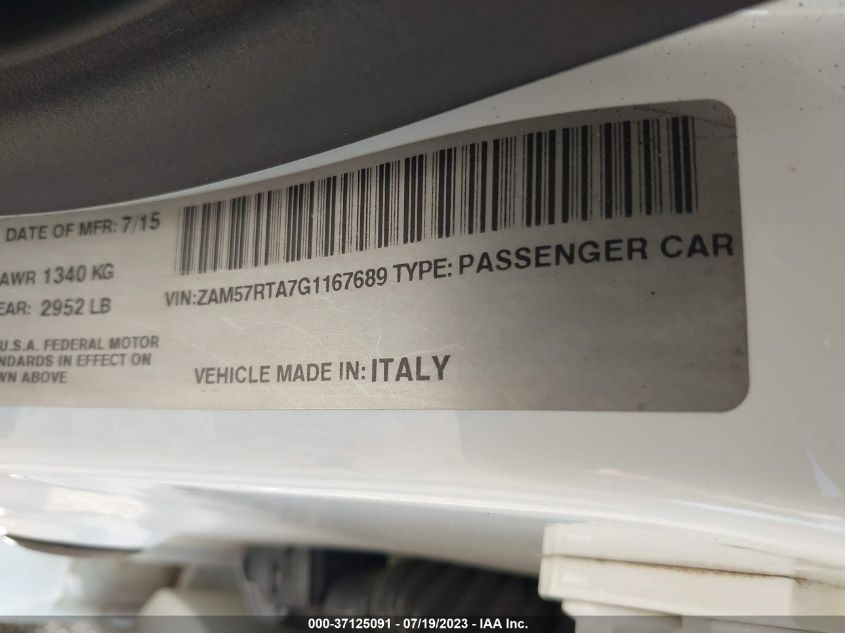 DATE OF MFR: 7/15
AWR 1340 KG
EAR: 2952 LB
VIN:ZAM57RTA7G1167689 TYPE: PASSENGER CAR
U.S.A. FEDERAL MOTOR
NDARDS IN EFFECT ON
WN ABOVE
VEHICLE MADE IN: ITALY
000-37125091 - 07/19/2023 - IAA Inc.